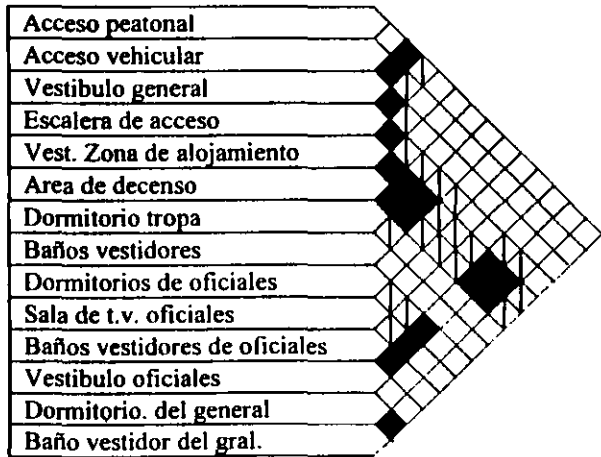 Acceso peatonal
Acceso vehicular
Vestibulo general
Escalera de acceso
Vest. Zona de alojamiento
Area de decenso
Dormitorio tropa
Baños vestidores
Dormitorios de oficiales
Sala de t.v. oficiales
Baños vestidores de oficiales
Vestibulo oficiales
Dormitorio. del general
Baño vestidor del gral.